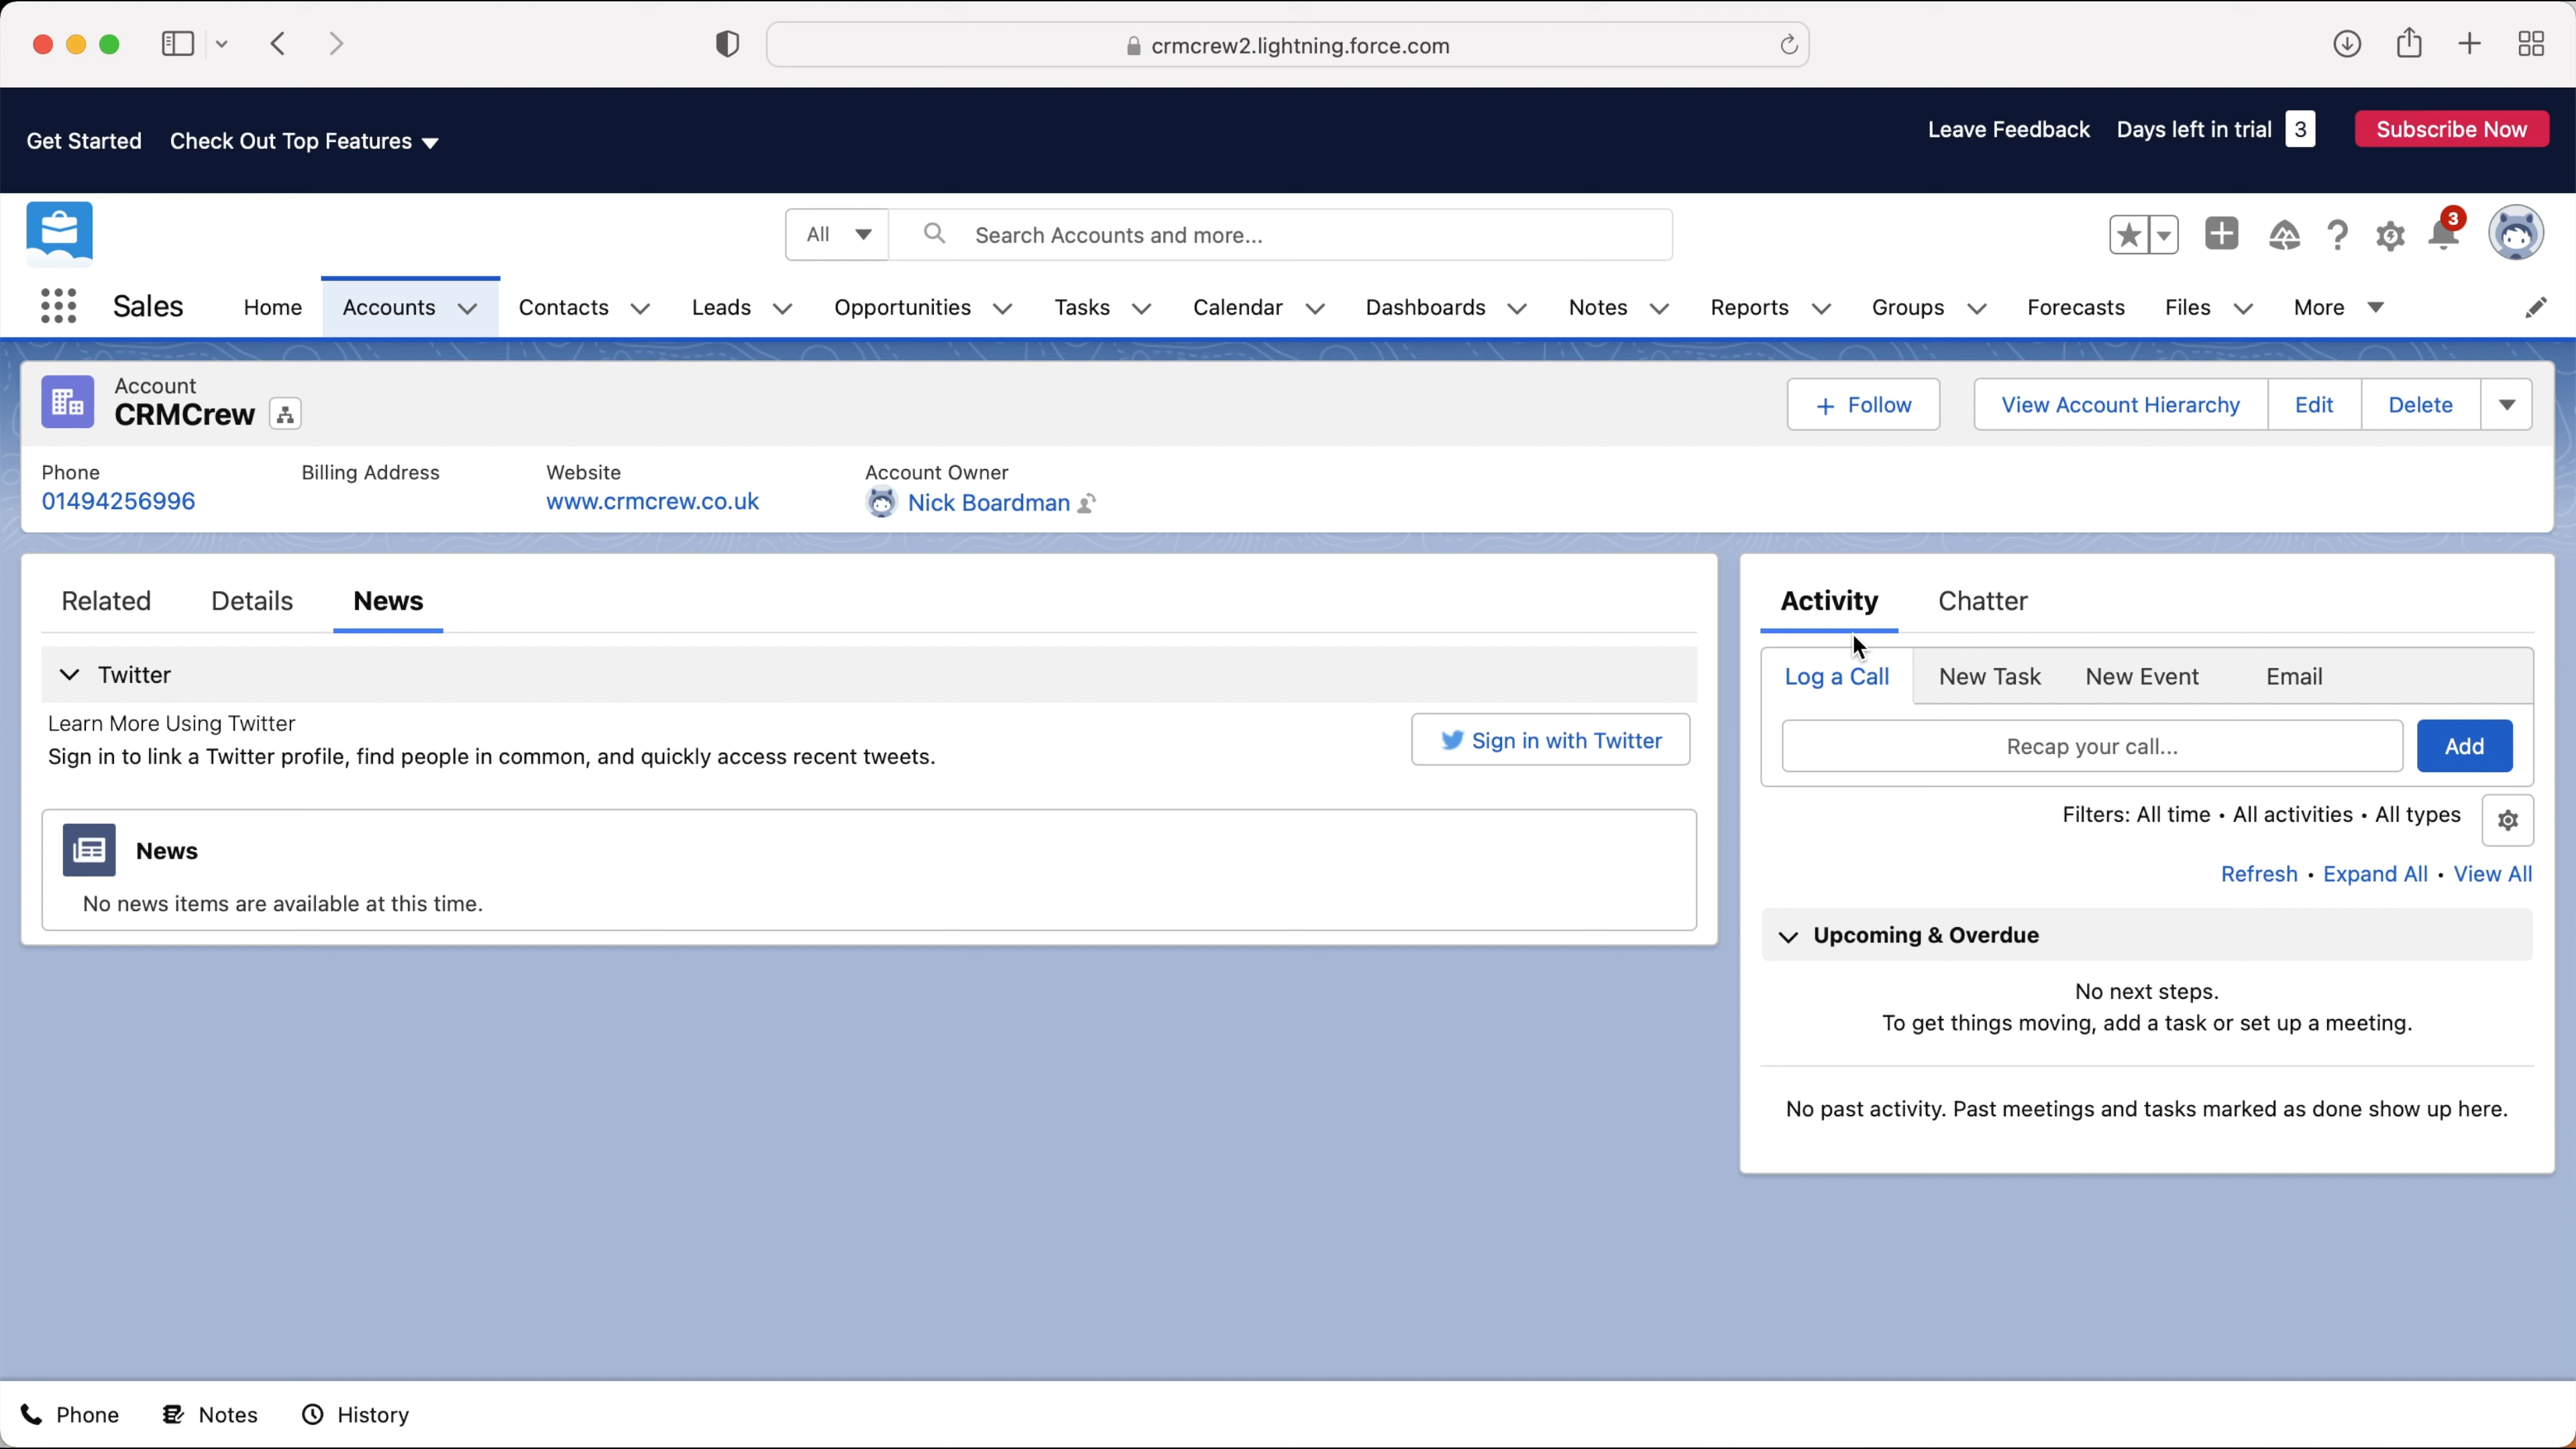 crmcrew2.lightning.force.com
Get Started Check Out Top Features
Leave Feedback Days left in trial 3 Subscribe Now
All Search Accounts and more...
3
Sales Home Accounts Contacts Leads Opportunities Tasks Calendar Dashboards Notes Reports Groups Forecasts Files More
Account
CRMCrew
+ Follow View Account Hierarchy Edit Delete
Phone Billing Address Website Account Owner
01494256996 www.crmcrew.co.uk Nick Boardman
Related Details News
Twitter
Learn More Using Twitter
Sign in to link a Twitter profile, find people in common, and quickly access recent tweets.
Sign in with Twitter
News
No news items are available at this time.
Activity Chatter
Log a Call New Task New Event Email
Recap your call... Add
Filters: All time • All activities • All types
Refresh • Expand All • View All
Upcoming & Overdue
No next steps.
To get things moving, add a task or set up a meeting.
No past activity. Past meetings and tasks marked as done show up here.
Phone Notes History